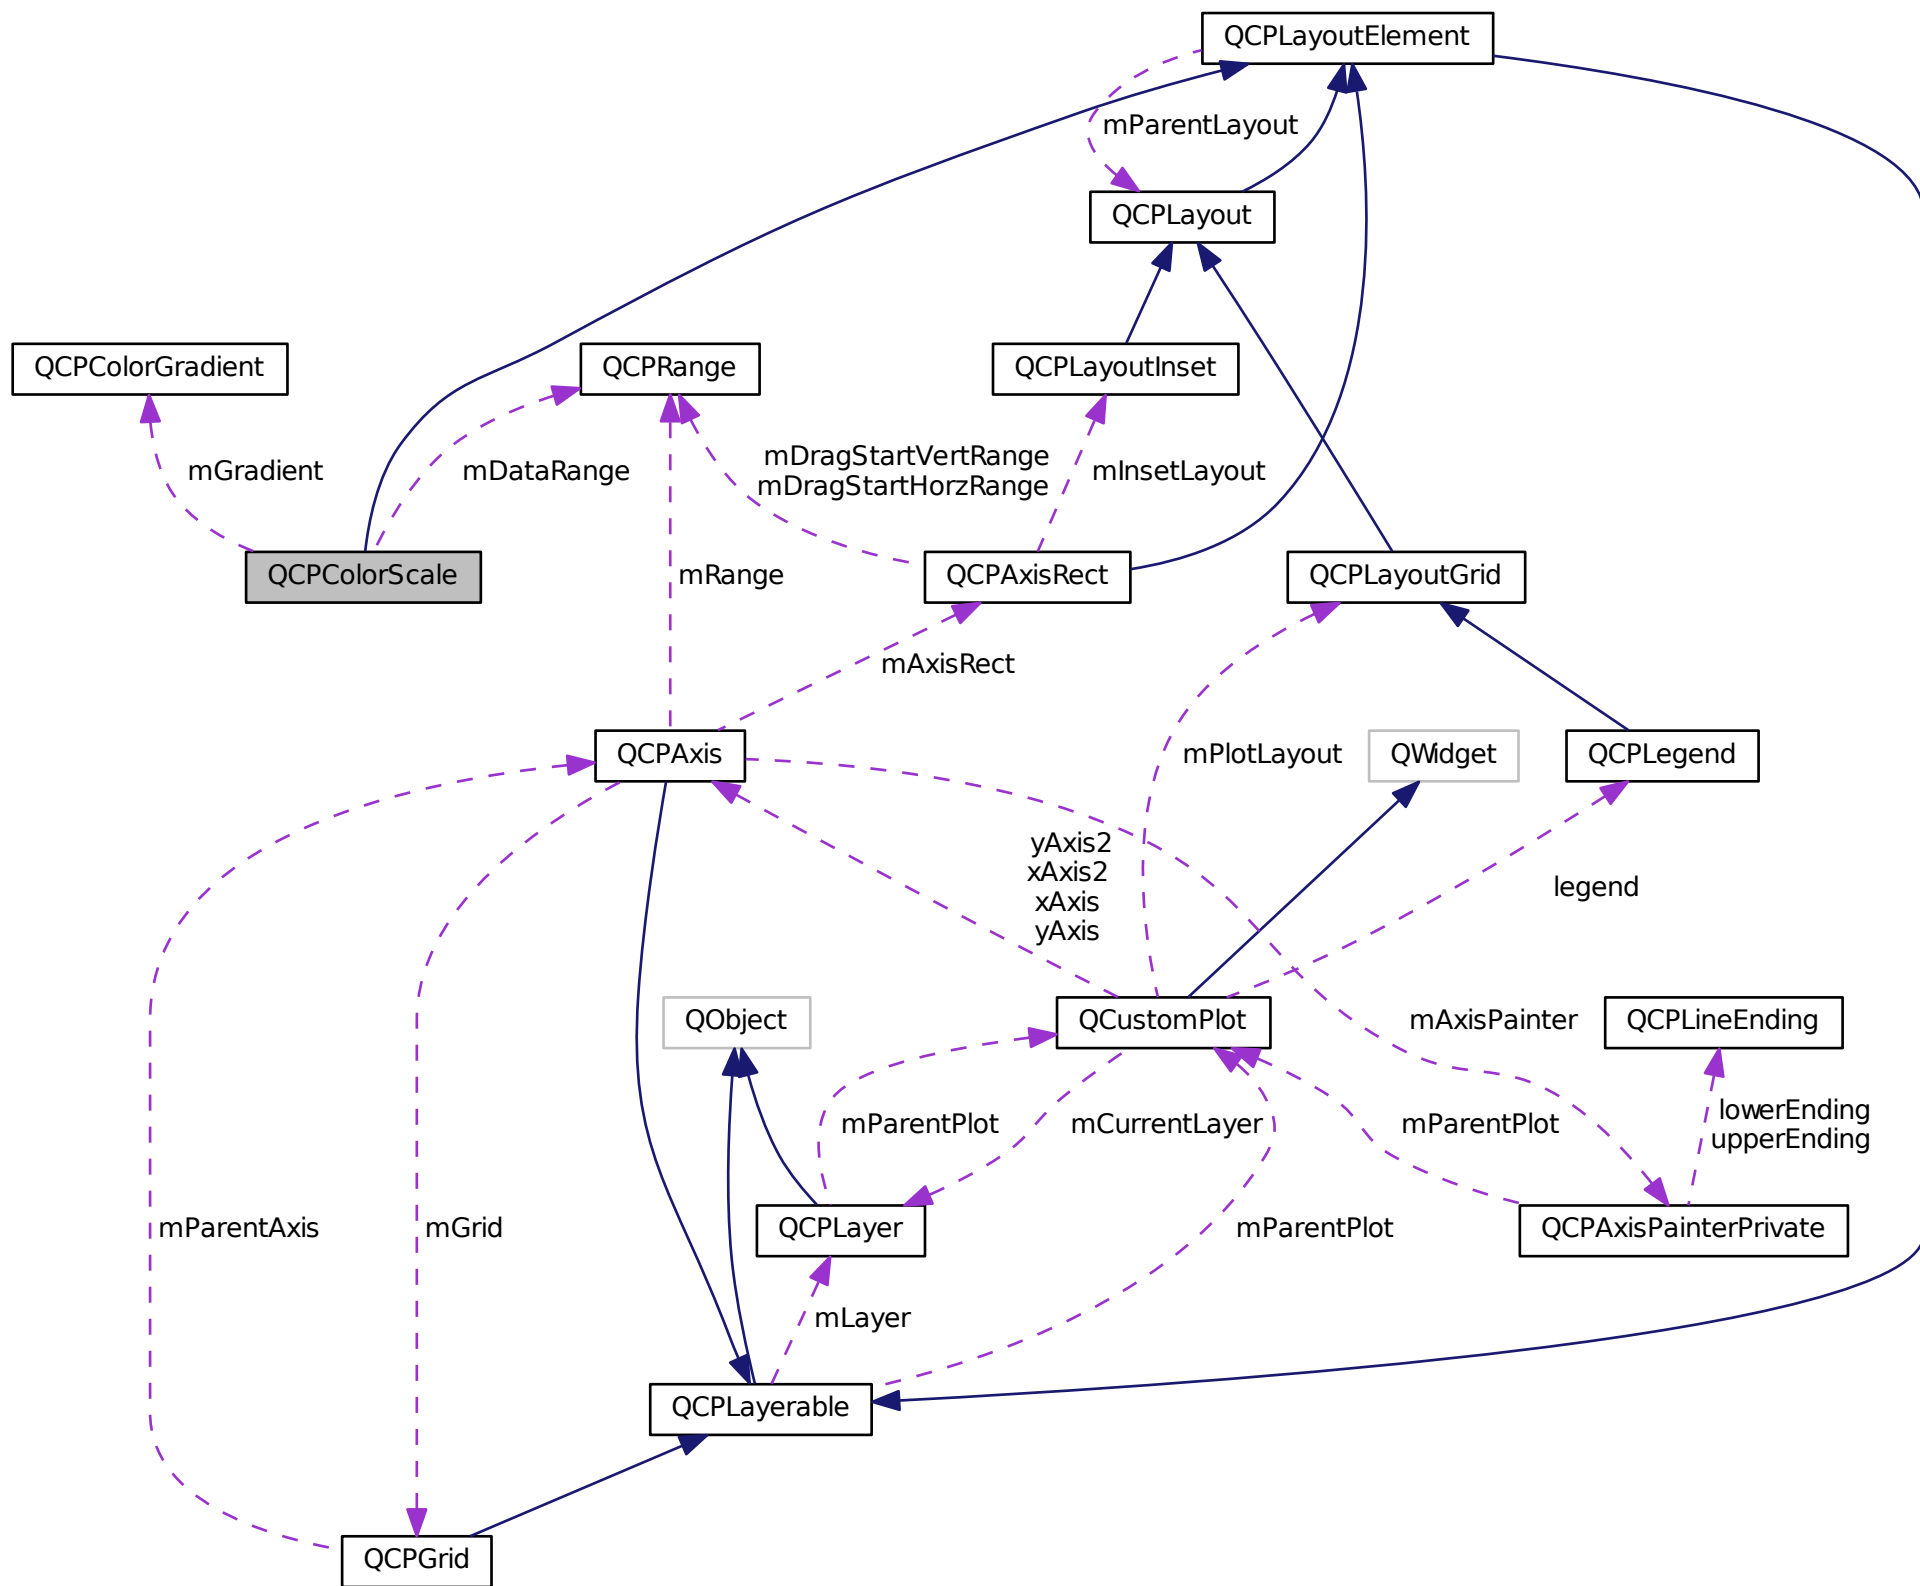 QCPLayoutElement
mParentLayout
QCPLayout
QCPColorGradient
QCPRange
QCPLayoutInset
mGradient
mDataRange
mDragStartVertRange
mDragStartHorzRange
mInsetLayout
QCPColorScale
mRange
QCPAxisRect
QCPLayoutGrid
mAxisRect
QCPAxis
mPlotLayout
QWidget
QCPLegend
yAxis2
xAxis2
xAxis
yAxis
legend
QObject
QCustomPlot
mAxisPainter
QCPLineEnding
mParentPlot
mCurrentLayer
mParentPlot
lowerEnding
upperEnding
mParentAxis
mGrid
QCPLayer
mParentPlot
QCPAxisPainterPrivate
mLayer
QCPLayerable
QCPGrid